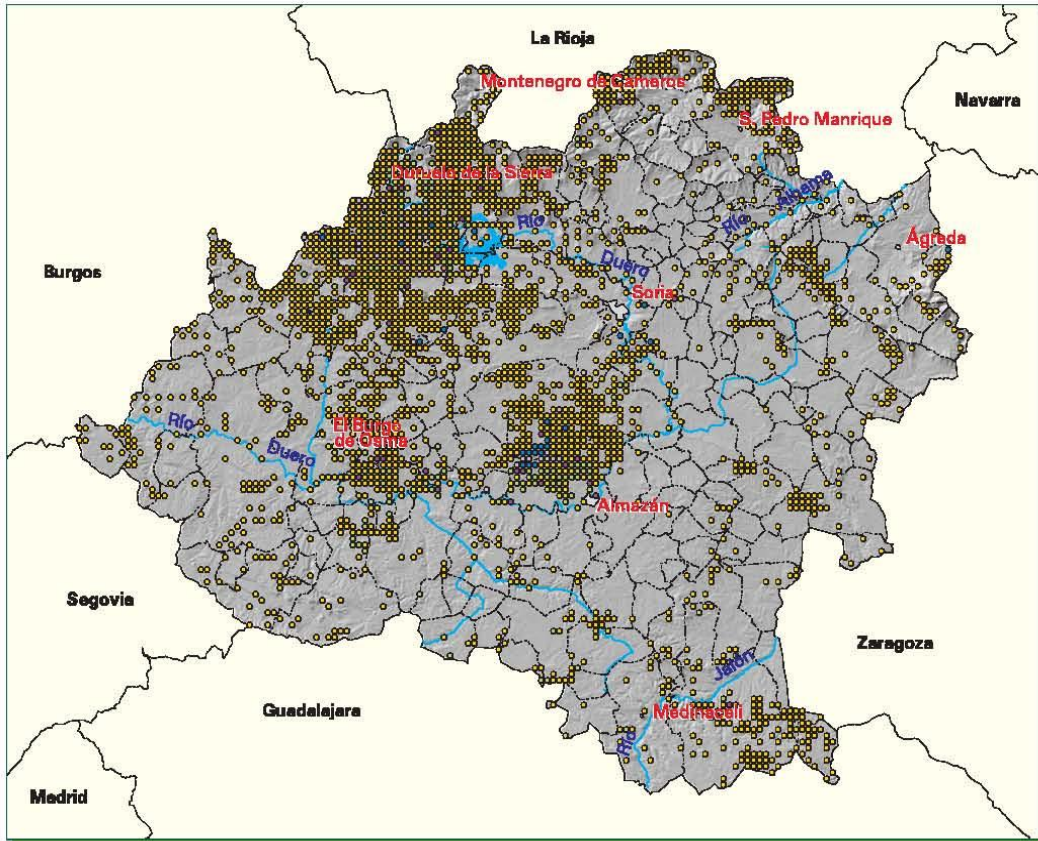 La Rioja
Montenegro de Cameros
Navarra
S. Pedro Manrique
Duruelo de la Sierra
Río Alhama
Río Duero
Ágreda
Burgos
Soria
Río Duero
El Burgo
de Osma
Almazán
Segovia
Zaragoza
Río Jalón
Guadalajara
Medinaceli
Madrid